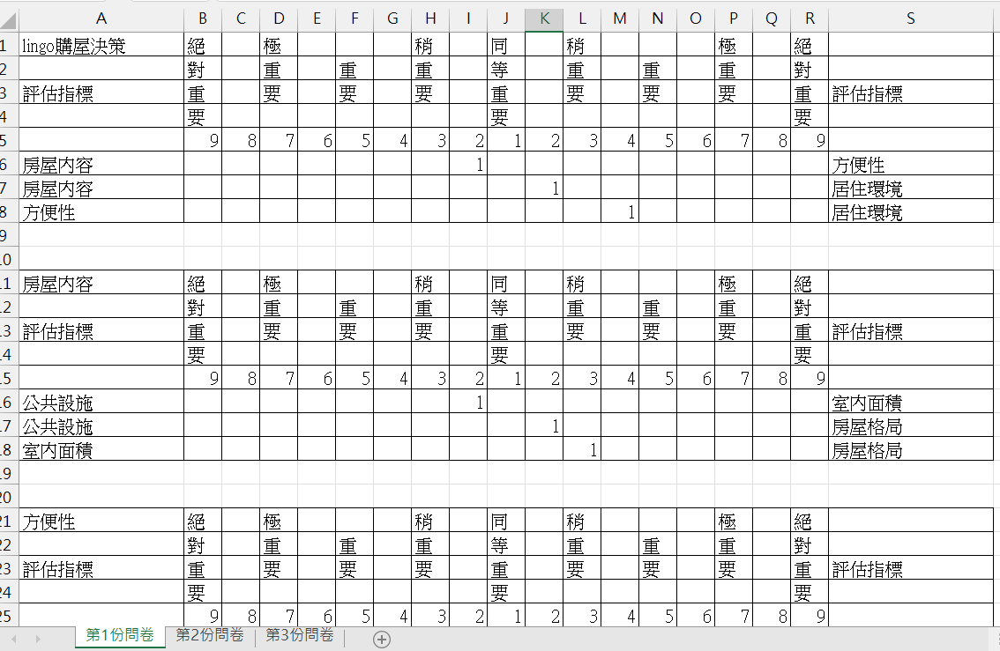 A B C D E F G H I J K L M N O P Q R S
1 lingo購屋決策 絕 極 稍 同 稍 極 絕
2 對 重 重 重 等 重 重 重 對
3 評估指標 重 要 要 要 重 要 要 要 重 評估指標
4 要 要 要
5 9 8 7 6 5 4 3 2 1 2 3 4 5 6 7 8 9
6 房屋內容 1 方便性
7 房屋內容 1 居住環境
8 方便性 1 居住環境
9
10
11 房屋內容 絕 極 稍 同 稍 極 絕
12 對 重 重 重 等 重 重 重 對
13 評估指標 重 要 要 要 重 要 要 要 重 評估指標
14 要 要 要
15 9 8 7 6 5 4 3 2 1 2 3 4 5 6 7 8 9
16 公共設施 1 室內面積
17 公共設施 1 房屋格局
18 室內面積 1 房屋格局
19
20
21 方便性 絕 極 稍 同 稍 極 絕
22 對 重 重 重 等 重 重 重 對
23 評估指標 重 要 要 要 重 要 要 要 重 評估指標
24 要 要 要
25 9 8 7 6 5 4 3 2 1 2 3 4 5 6 7 8 9
第1份問卷 第2份問卷 第3份問卷